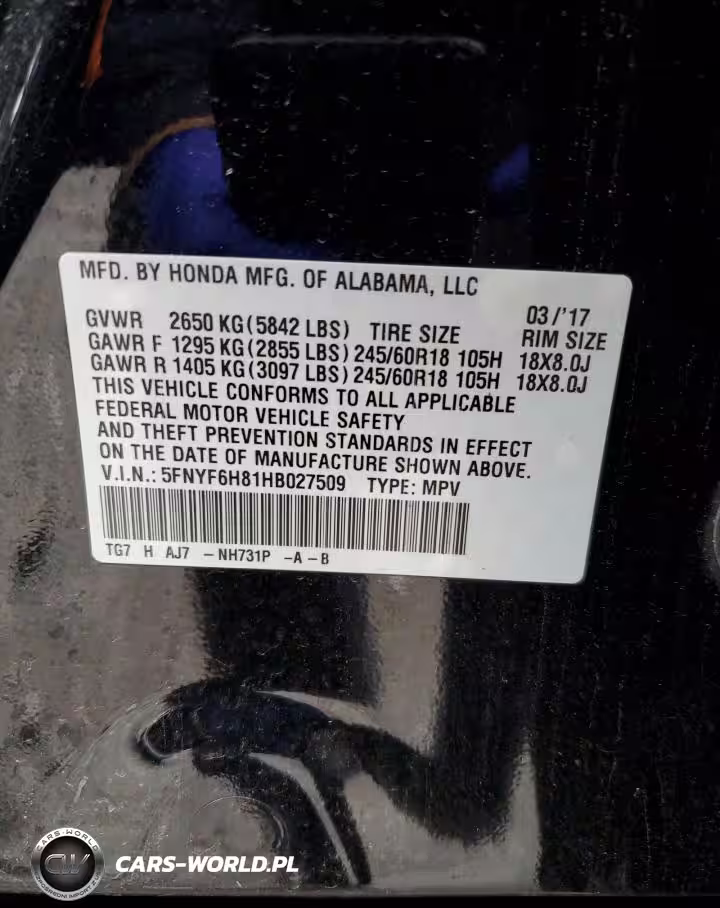 MFD. BY HONDA MFG. OF ALABAMA, LLC
03/'17
GVWR 2650 KG(5842 LBS) TIRE SIZE RIM SIZE
GAWR F 1295 KG(2855 LBS) 245/60R18 105H 18X8.0J
GAWR R 1405 KG(3097 LBS) 245/60R18 105H 18X8.0J
THIS VEHICLE CONFORMS TO ALL APPLICABLE
FEDERAL MOTOR VEHICLE SAFETY
AND THEFT PREVENTION STANDARDS IN EFFECT
ON THE DATE OF MANUFACTURE SHOWN ABOVE.
V.I.N.: 5FNYF6H81HB027509 TYPE: MPV
TG7 H AJ7 -NH731P -A-B
CARS-WORLD
CW
CARS-WORLD.PL